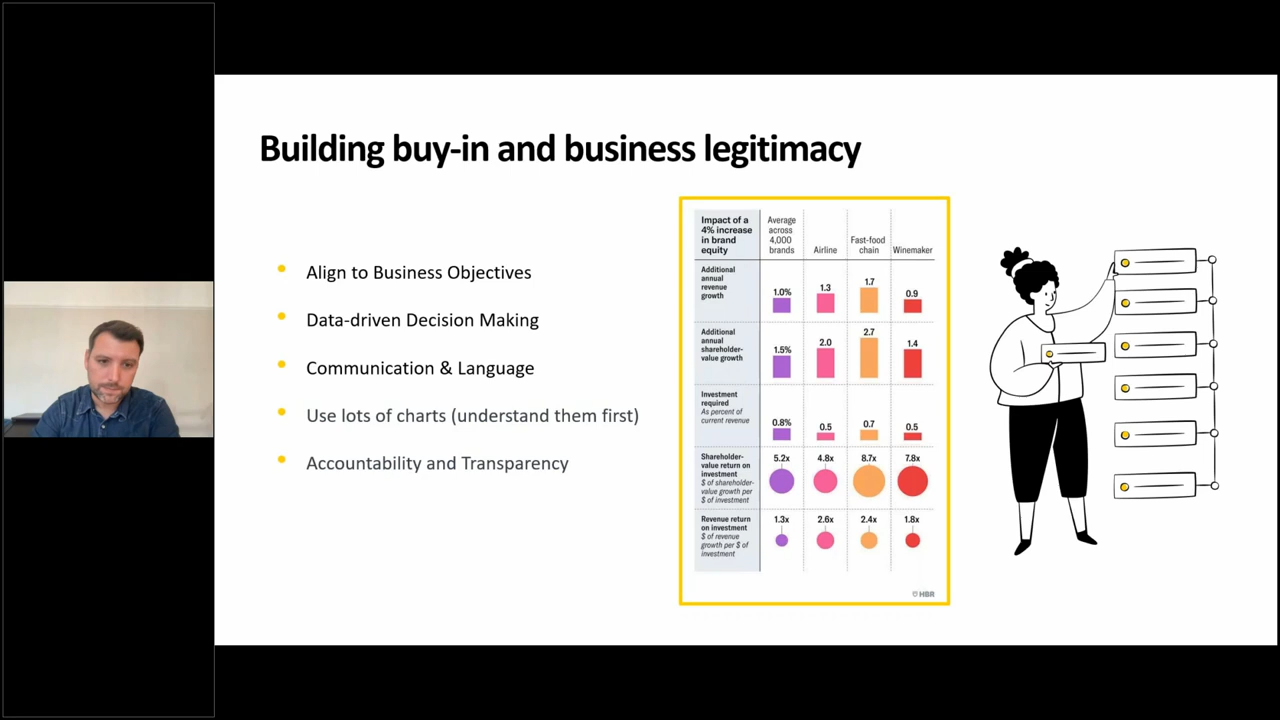 Building buy-in and business legitimacy
Align to Business Objectives
Data-driven Decision Making
Communication & Language
Use lots of charts (understand them first)
Accountability and Transparency
Impact of a
4% increase
in brand
equity
Average
across
4,000
brands
Airline
Fast-food
chain
Winemaker
Additional
annual
revenue
growth
1.0%
1.3
1.7
0.9
Additional
annual
shareholder-
value growth
1.5%
2.0
2.7
1.4
Investment
required
As percent of
current revenue
0.8%
0.5
0.7
0.5
Shareholder-
value return on
investment
$ of shareholder-
value growth per
$ of investment
5.2x
4.8x
8.7x
7.8x
Revenue return
on investment
$ of revenue
growth per $ of
investment
1.3x
2.6x
2.4x
1.8x
HBR